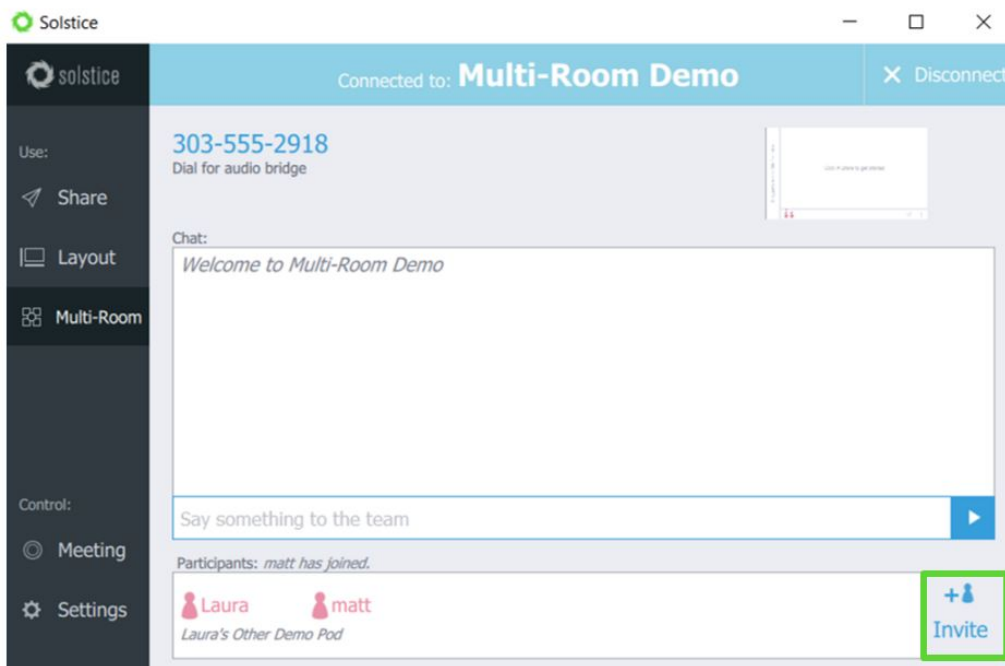 Solstice
solstice
Connected to: Multi-Room Demo
Disconnect
Use:
Share
Layout
Multi-Room
Control:
Meeting
Settings
303-555-2918
Dial for audio bridge
Chat:
Welcome to Multi-Room Demo
Say something to the team
Participants: matt has joined.
Laura
matt
Laura's Other Demo Pod
Invite